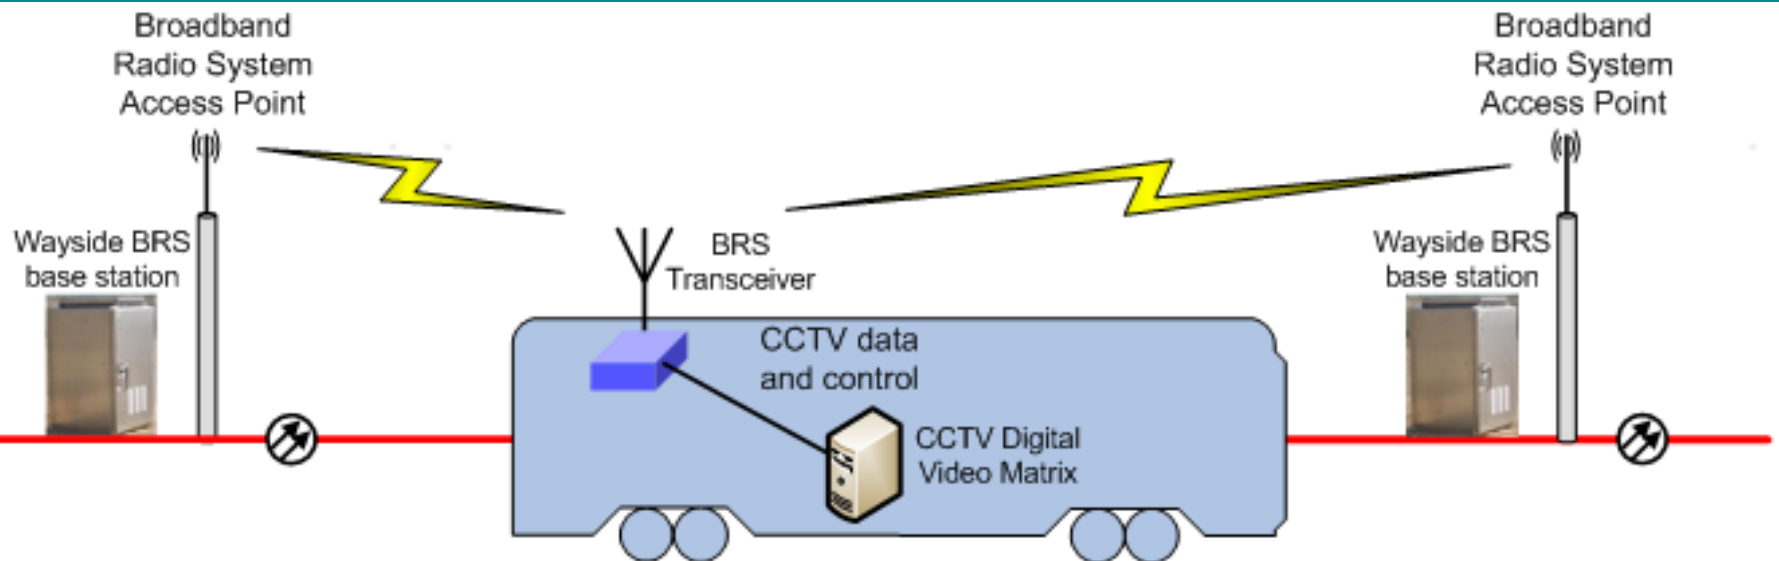 Broadband
Radio System
Access Point
Broadband
Radio System
Access Point
Wayside BRS
base station
BRS
Transceiver
Wayside BRS
base station
CCTV data
and control
CCTV Digital
Video Matrix